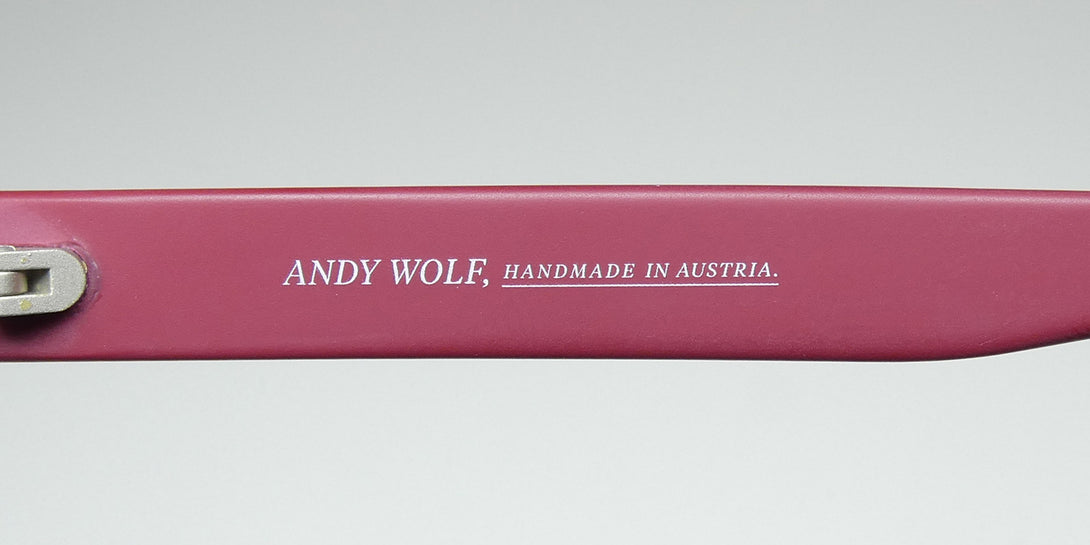 ANDY WOLF, HANDMADE IN AUSTRIA.